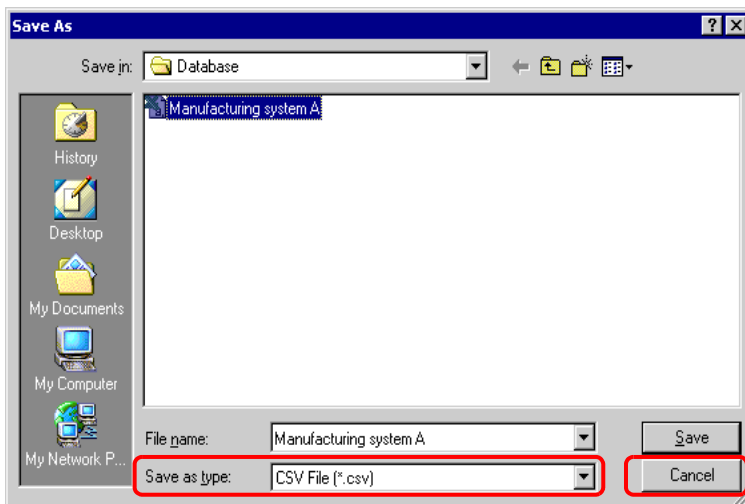 Save As
Save in: Database
Manufacturing system A
History
Desktop
My Documents
My Computer
My Network P...
File name: Manufacturing system A Save
Save as type: CSV File (*.csv) Cancel